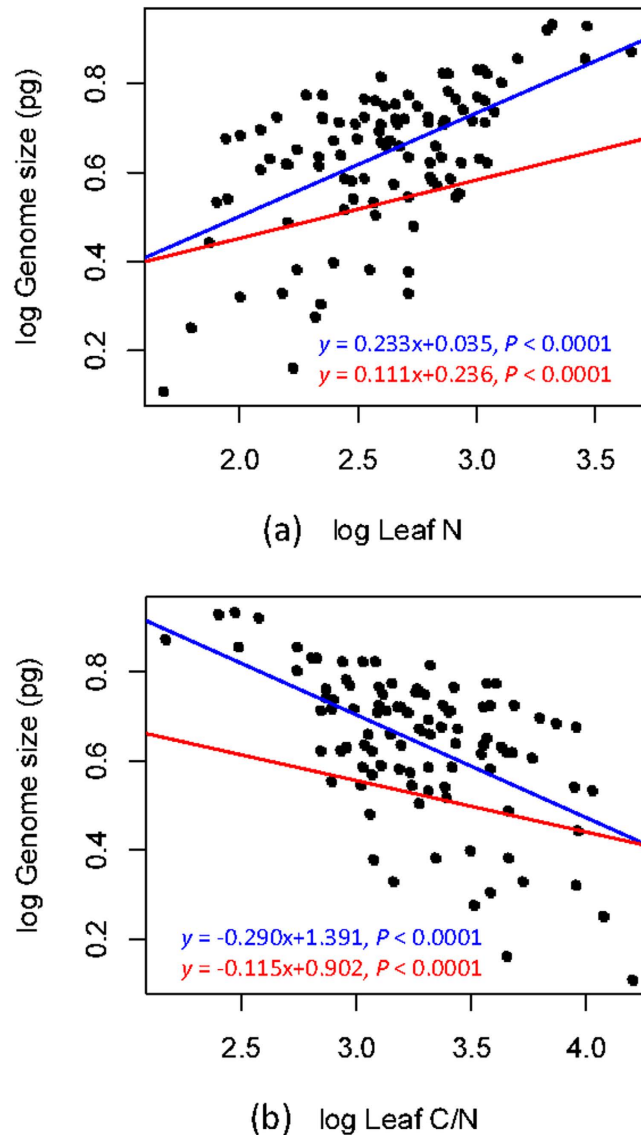 log Genome size (pg)
0.8
0.6
0.4
0.2
y = 0.233x+0.035, P < 0.0001
y = 0.111x+0.236, P < 0.0001
2.0 2.5 3.0 3.5
(a) log Leaf N
log Genome size (pg)
0.8
0.6
0.4
0.2
y = -0.290x+1.391, P < 0.0001
y = -0.115x+0.902, P < 0.0001
2.5 3.0 3.5 4.0
(b) log Leaf C/N